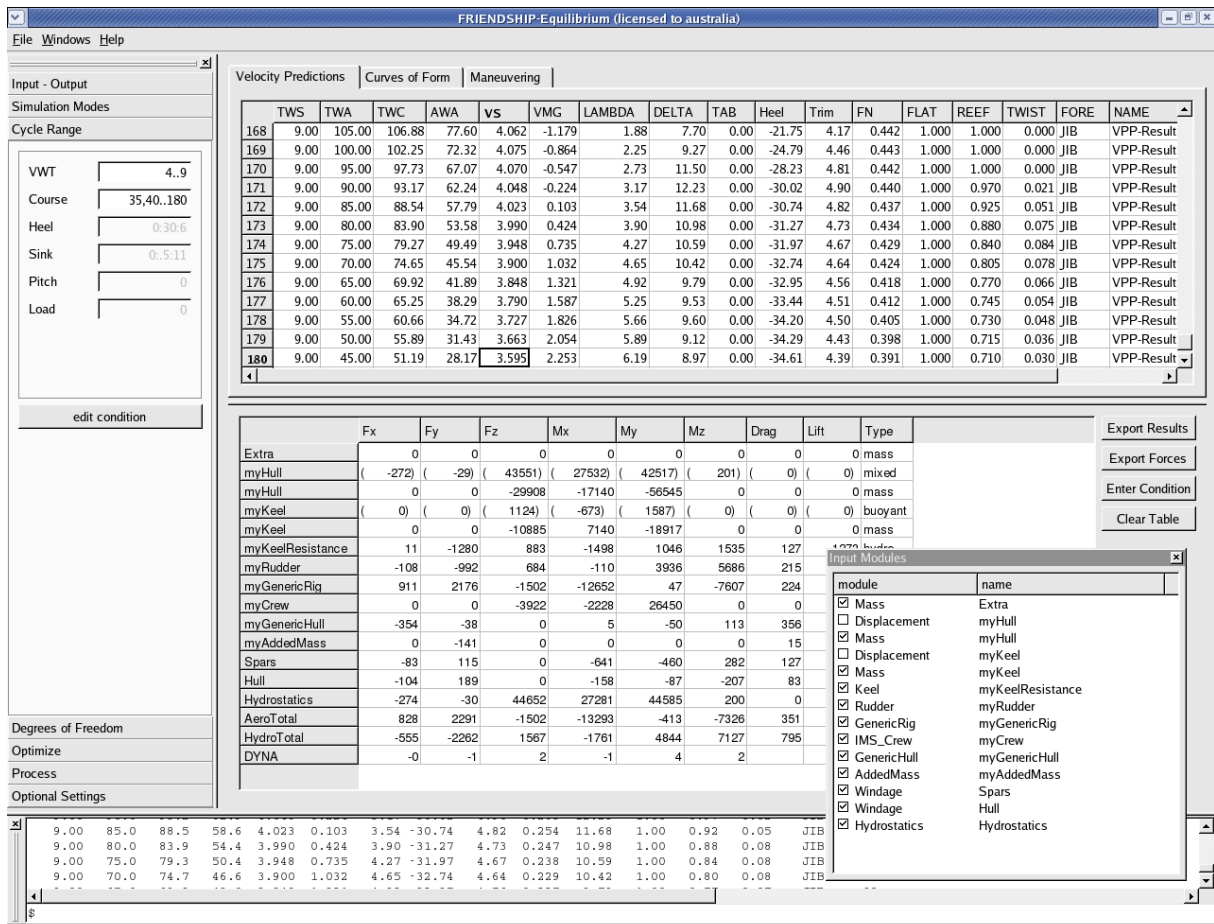 FRIENDSHIP-Equilibrium (licensed to australia)
File Windows Help
Input - Output
Simulation Modes
Cycle Range
VWT 4..9
Course 35,40..180
Heel 0:30:6
Sink 0:.5:11
Pitch 0
Load 0
edit condition
Degrees of Freedom
Optimize
Process
Optional Settings
Velocity Predictions Curves of Form Maneuvering
TWS TWA TWC AWA VS VMG LAMBDA DELTA TAB Heel Trim FN FLAT REEF TWIST FORE NAME
168 9.00 105.00 106.88 77.60 4.062 -1.179 1.88 7.70 0.00 -21.75 4.17 0.442 1.000 1.000 0.000 JIB VPP-Result
169 9.00 100.00 102.25 72.32 4.075 -0.864 2.25 9.27 0.00 -24.79 4.46 0.443 1.000 1.000 0.000 JIB VPP-Result
170 9.00 95.00 97.73 67.07 4.070 -0.547 2.73 11.50 0.00 -28.23 4.81 0.442 1.000 1.000 0.000 JIB VPP-Result
171 9.00 90.00 93.17 62.24 4.048 -0.224 3.17 12.23 0.00 -30.02 4.90 0.440 1.000 0.970 0.021 JIB VPP-Result
172 9.00 85.00 88.54 57.79 4.023 0.103 3.54 11.68 0.00 -30.74 4.82 0.437 1.000 0.925 0.051 JIB VPP-Result
173 9.00 80.00 83.90 53.58 3.990 0.424 3.90 10.98 0.00 -31.27 4.73 0.434 1.000 0.880 0.075 JIB VPP-Result
174 9.00 75.00 79.27 49.49 3.948 0.735 4.27 10.59 0.00 -31.97 4.67 0.429 1.000 0.840 0.084 JIB VPP-Result
175 9.00 70.00 74.65 45.54 3.900 1.032 4.65 10.42 0.00 -32.74 4.64 0.424 1.000 0.805 0.078 JIB VPP-Result
176 9.00 65.00 69.92 41.89 3.848 1.321 4.92 9.79 0.00 -32.95 4.56 0.418 1.000 0.770 0.066 JIB VPP-Result
177 9.00 60.00 65.25 38.29 3.790 1.587 5.25 9.53 0.00 -33.44 4.51 0.412 1.000 0.745 0.054 JIB VPP-Result
178 9.00 55.00 60.66 34.72 3.727 1.826 5.66 9.60 0.00 -34.20 4.50 0.405 1.000 0.730 0.048 JIB VPP-Result
179 9.00 50.00 55.89 31.43 3.663 2.054 5.89 9.12 0.00 -34.29 4.43 0.398 1.000 0.715 0.036 JIB VPP-Result
180 9.00 45.00 51.19 28.17 3.595 2.253 6.19 8.97 0.00 -34.61 4.39 0.391 1.000 0.710 0.030 JIB VPP-Result
Fx Fy Fz Mx My Mz Drag Lift Type
Extra 0 0 0 0 0 0 0 0 mass
myHull ( -272) ( -29) ( 43551) ( 27532) ( 42517) ( 201) ( 0) ( 0) mixed
myHull 0 0 -29908 -17140 -56545 0 0 0 mass
myKeel ( 0) ( 0) ( 1124) ( -673) ( 1587) ( 0) ( 0) ( 0) buoyant
myKeel 0 0 -10885 7140 -18917 0 0 0 mass
myKeelResistance 11 -1280 883 -1498 1046 1535 127
myRudder -108 -992 684 -110 3936 5686 215
myGenericRig 911 2176 -1502 -12652 47 -7607 224
myCrew 0 0 -3922 -2228 26450 0 0
myGenericHull -354 -38 0 5 -50 113 356
myAddedMass 0 -141 0 0 0 0 15
Spars -83 115 0 -641 -460 282 127
Hull -104 189 0 -158 -87 -207 83
Hydrostatics -274 -30 44652 27281 44585 200 0
AeroTotal 828 2291 -1502 -13293 -413 -7326 351
HydroTotal -555 -2262 1567 -1761 4844 7127 795
DYNA -0 -1 2 -1 4 2
Export Results
Export Forces
Enter Condition
Clear Table
Input Modules
module name
Mass Extra
Displacement myHull
Mass myHull
Displacement myKeel
Mass myKeel
Keel myKeelResistance
Rudder myRudder
GenericRig myGenericRig
IMS_Crew myCrew
GenericHull myGenericHull
AddedMass myAddedMass
Windage Spars
Windage Hull
Hydrostatics Hydrostatics
9.00 85.0 88.5 58.6 4.023 0.103 3.54 -30.74 4.82 0.254 11.68 1.00 0.92 0.05 JIB
9.00 80.0 83.9 54.4 3.990 0.424 3.90 -31.27 4.73 0.247 10.98 1.00 0.88 0.08 JIB
9.00 75.0 79.3 50.4 3.948 0.735 4.27 -31.97 4.67 0.238 10.59 1.00 0.84 0.08 JIB
9.00 70.0 74.7 46.6 3.900 1.032 4.65 -32.74 4.64 0.229 10.42 1.00 0.80 0.08 JIB
$